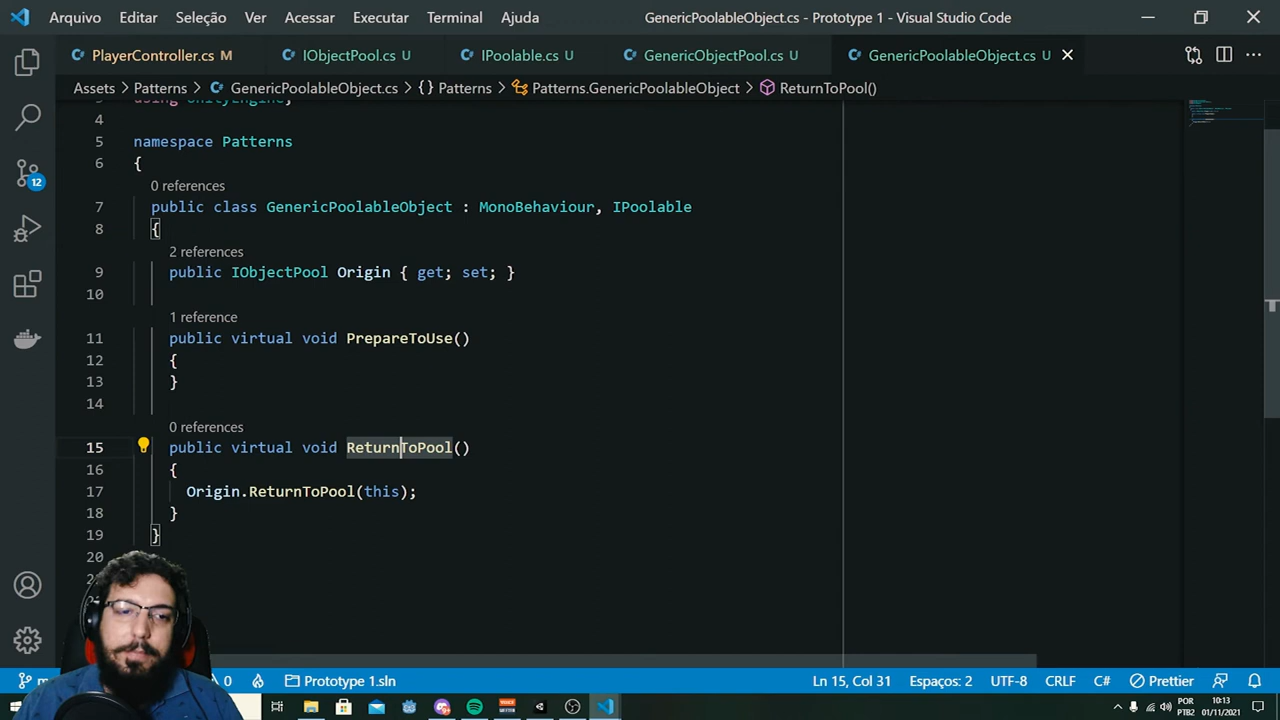 Arquivo Editar Seleção Ver Acessar Executar Terminal Ajuda GenericPoolableObject.cs - Prototype 1 - Visual Studio Code
PlayerController.cs M IObjectPool.cs U IPoolable.cs U GenericObjectPool.cs U GenericPoolableObject.cs U
Assets > Patterns > GenericPoolableObject.cs > {} Patterns > Patterns.GenericPoolableObject > ReturnToPool()
3 using UnityEngine;
4
5 namespace Patterns
6 {
0 references
7 public class GenericPoolableObject : MonoBehaviour, IPoolable
8 {
2 references
9 public IObjectPool Origin { get; set; }
10
1 reference
11 public virtual void PrepareToUse()
12 {
13 }
14
0 references
15 public virtual void ReturnToPool()
16 {
17 Origin.ReturnToPool(this);
18 }
19 }
20
12
0 Prototype 1.sln Ln 15, Col 31 Espaços: 2 UTF-8 CRLF C# Prettier
POR 10:13
PTB2 01/11/2021